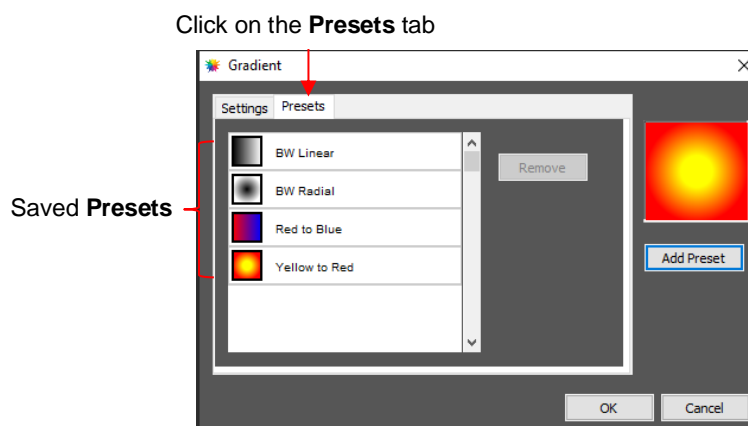 Click on the Presets tab
Gradient
Settings Presets
BW Linear
Remove
BW Radial
Saved Presets
Red to Blue
Yellow to Red
Add Preset
OK Cancel